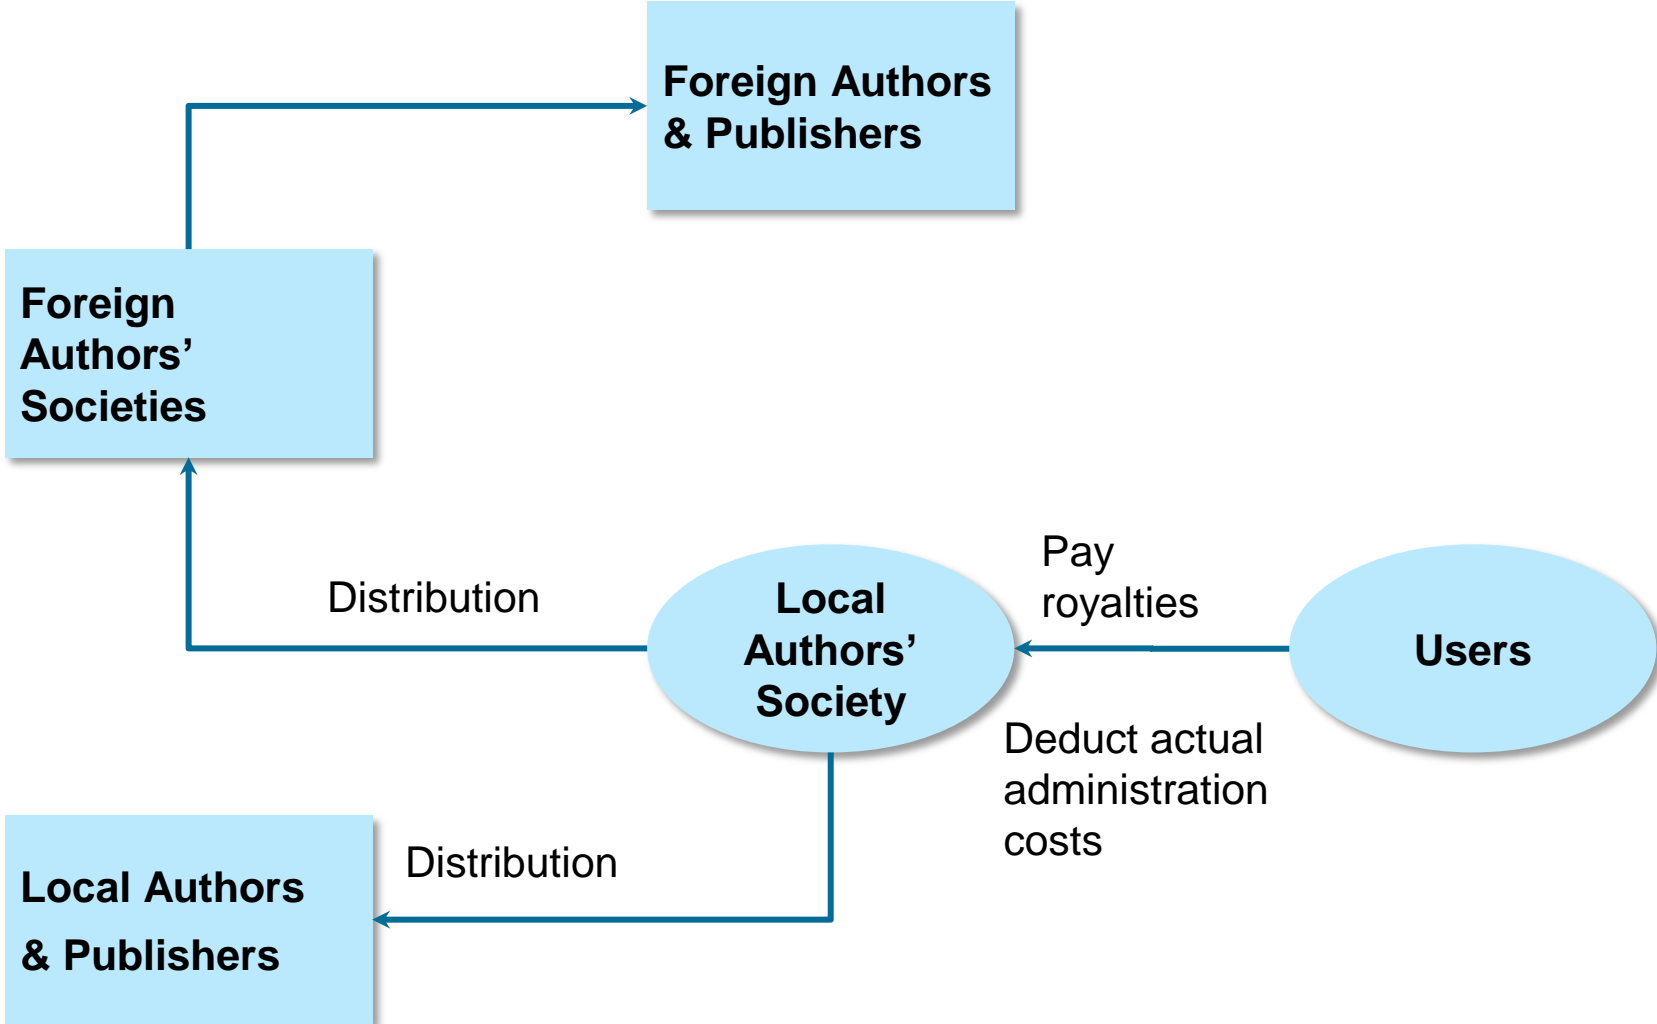 Foreign Authors
& Publishers
Foreign
Authors’
Societies
Distribution
Local
Authors’
Society
Pay
royalties
Users
Deduct actual
administration
costs
Distribution
Local Authors
& Publishers